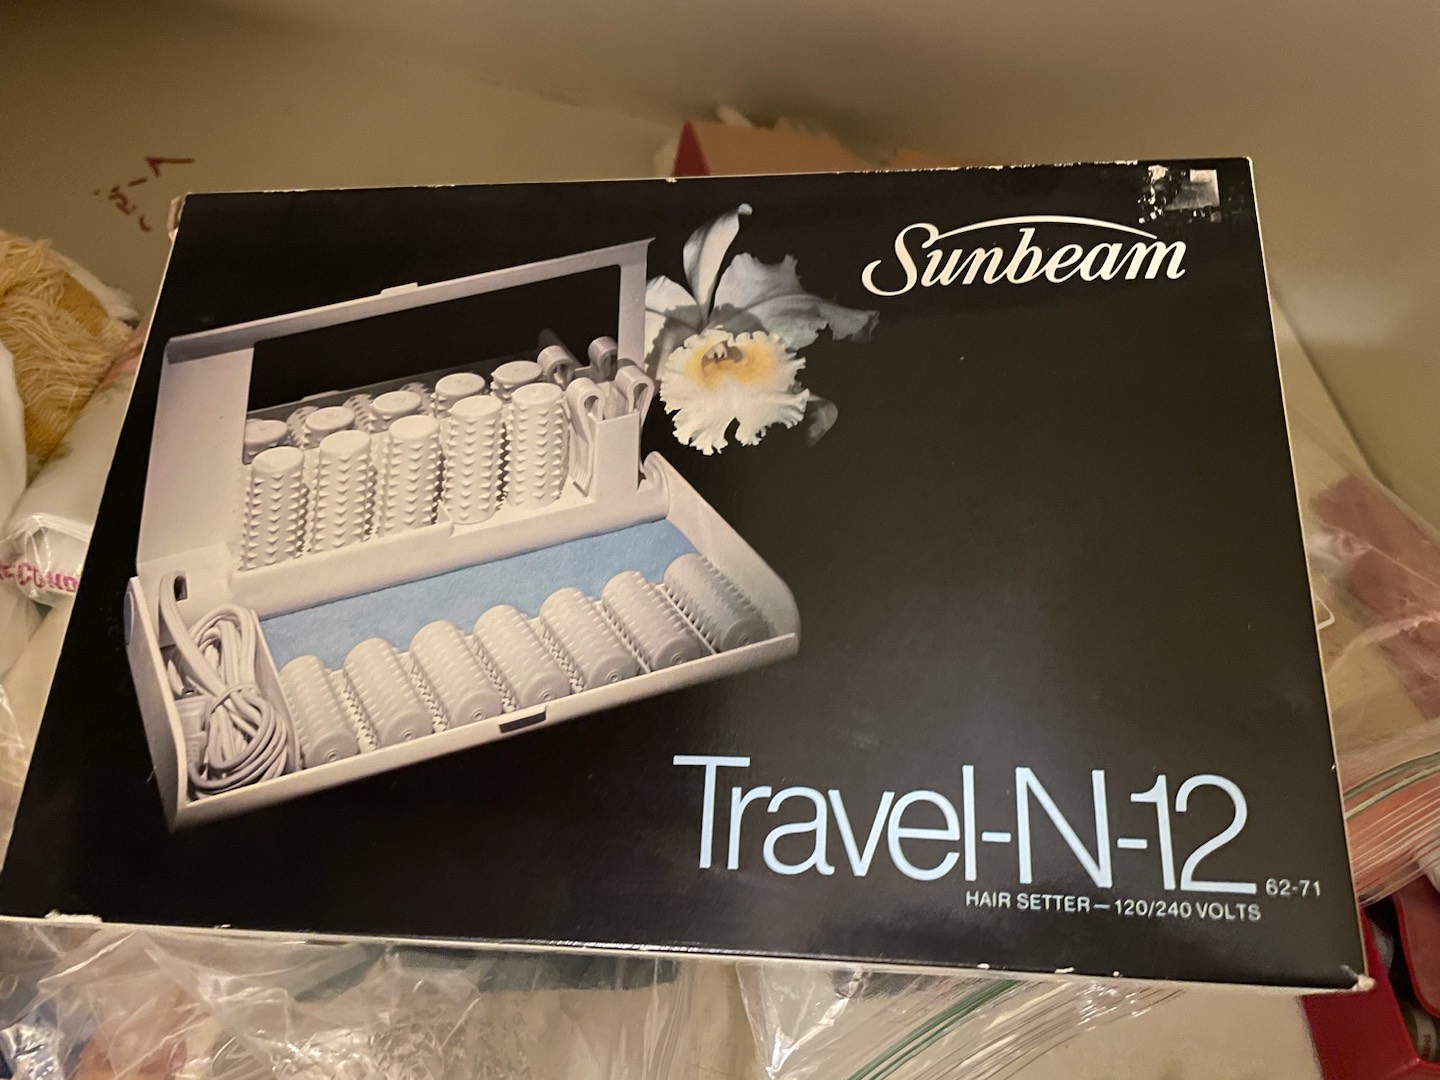 Sunbeam
Travel-N-12
62-71
HAIR SETTER — 120/240 VOLTS